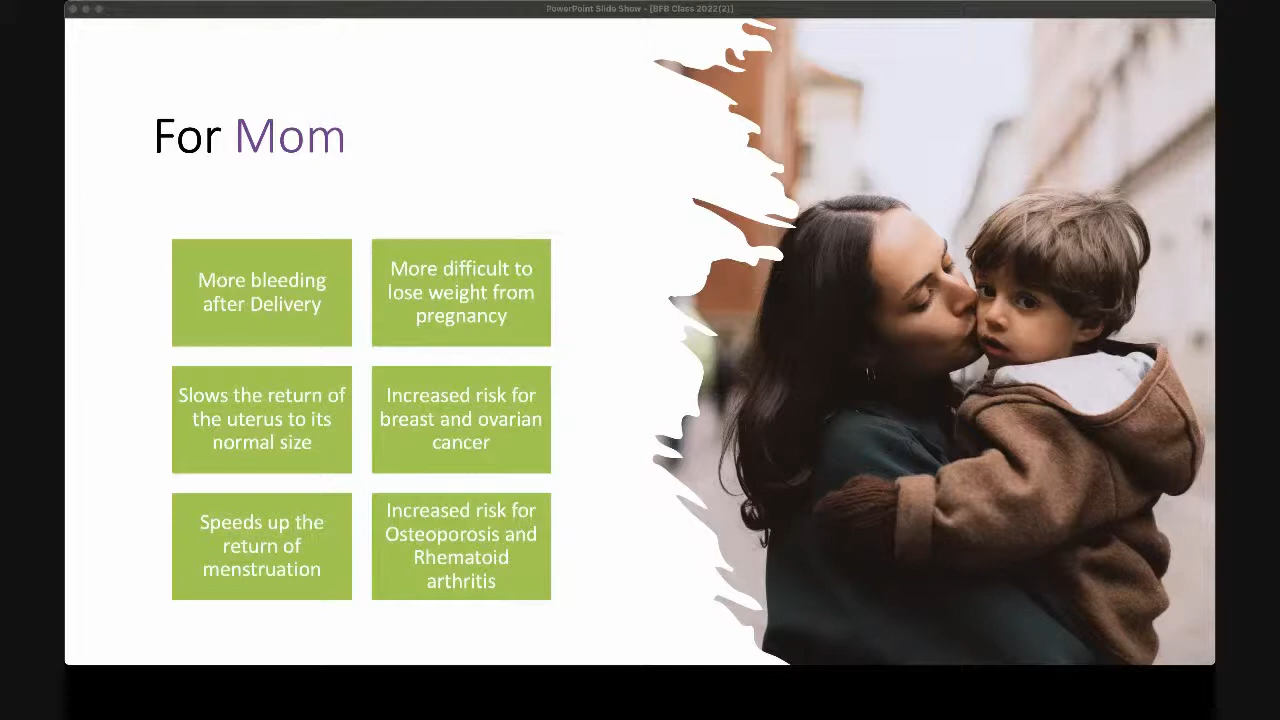 PowerPoint Slide Show - [BFB Class 2022(2)]
For Mom
More bleeding
after Delivery
More difficult to
lose weight from
pregnancy
Slows the return of
the uterus to its
normal size
Increased risk for
breast and ovarian
cancer
Speeds up the
return of
menstruation
Increased risk for
Osteoporosis and
Rhematoid
arthritis